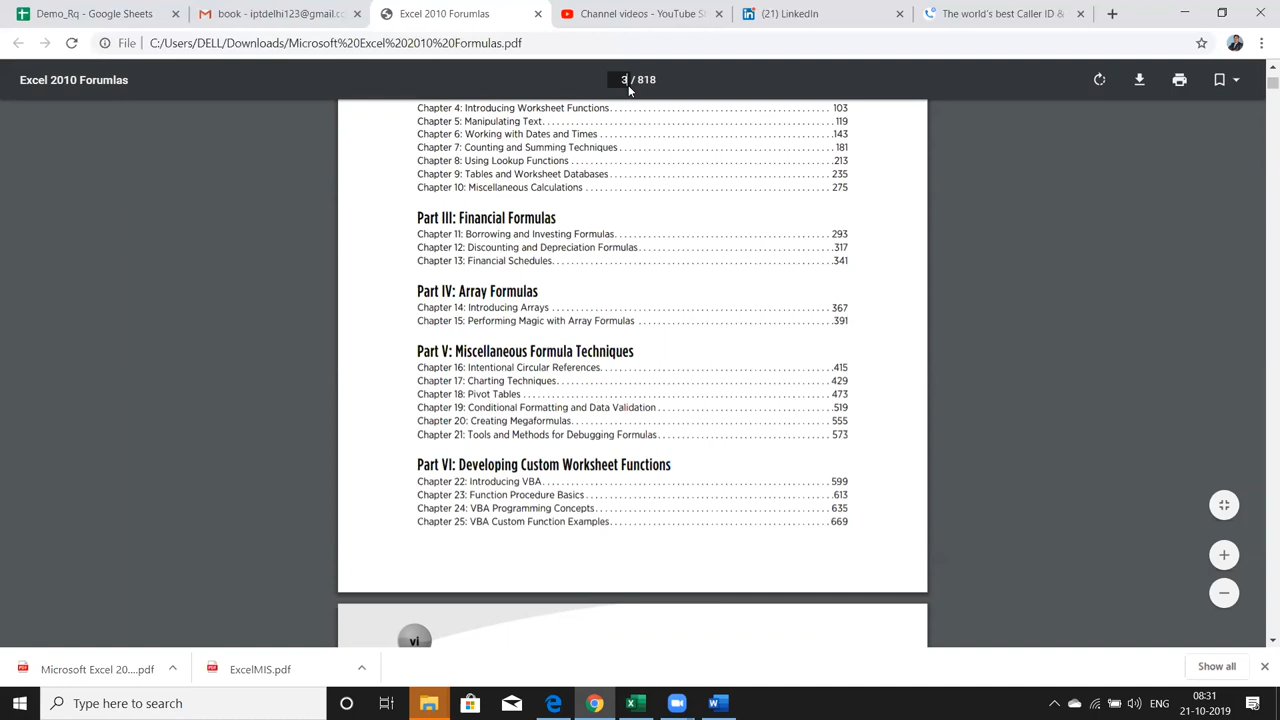 Demo_Rq - Google Sheets
book - iptdelhi123@gmail.co
Excel 2010 Forumlas
Channel videos - YouTube S
(21) LinkedIn
The world's best Caller ID &
File C:/Users/DELL/Downloads/Microsoft%20Excel%202010%20Formulas.pdf
Excel 2010 Forumlas
3 / 818
Chapter 4: Introducing Worksheet Functions 103
Chapter 5: Manipulating Text 119
Chapter 6: Working with Dates and Times 143
Chapter 7: Counting and Summing Techniques 181
Chapter 8: Using Lookup Functions 213
Chapter 9: Tables and Worksheet Databases 235
Chapter 10: Miscellaneous Calculations 275
Part III: Financial Formulas
Chapter 11: Borrowing and Investing Formulas 293
Chapter 12: Discounting and Depreciation Formulas 317
Chapter 13: Financial Schedules 341
Part IV: Array Formulas
Chapter 14: Introducing Arrays 367
Chapter 15: Performing Magic with Array Formulas 391
Part V: Miscellaneous Formula Techniques
Chapter 16: Intentional Circular References 415
Chapter 17: Charting Techniques 429
Chapter 18: Pivot Tables 473
Chapter 19: Conditional Formatting and Data Validation 519
Chapter 20: Creating Megaformulas 555
Chapter 21: Tools and Methods for Debugging Formulas 573
Part VI: Developing Custom Worksheet Functions
Chapter 22: Introducing VBA 599
Chapter 23: Function Procedure Basics 613
Chapter 24: VBA Programming Concepts 635
Chapter 25: VBA Custom Function Examples 669
vi
Microsoft Excel 20....pdf
ExcelMIS.pdf
Show all
Type here to search
ENG
08:31
21-10-2019